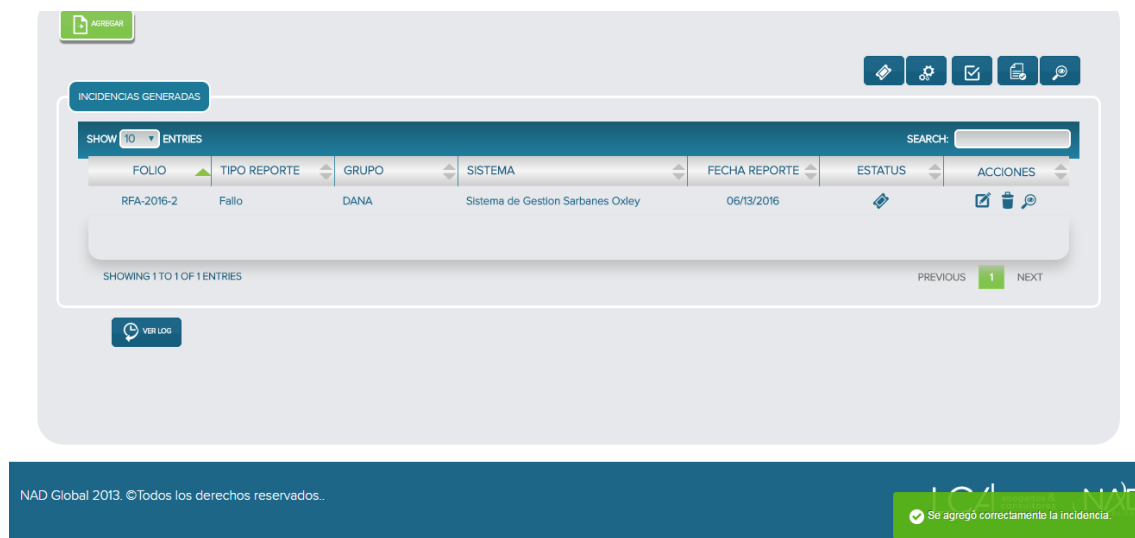 AGREGAR
INCIDENCIAS GENERADAS
SHOW 10 ENTRIES SEARCH:
FOLIO TIPO REPORTE GRUPO SISTEMA FECHA REPORTE ESTATUS ACCIONES
RFA-2016-2 Fallo DANA Sistema de Gestion Sarbanes Oxley 06/13/2016
SHOWING 1 TO 1 OF 1 ENTRIES PREVIOUS 1 NEXT
VER LOG
NAD Global 2013. ©Todos los derechos reservados..
Se agregó correctamente la incidencia.